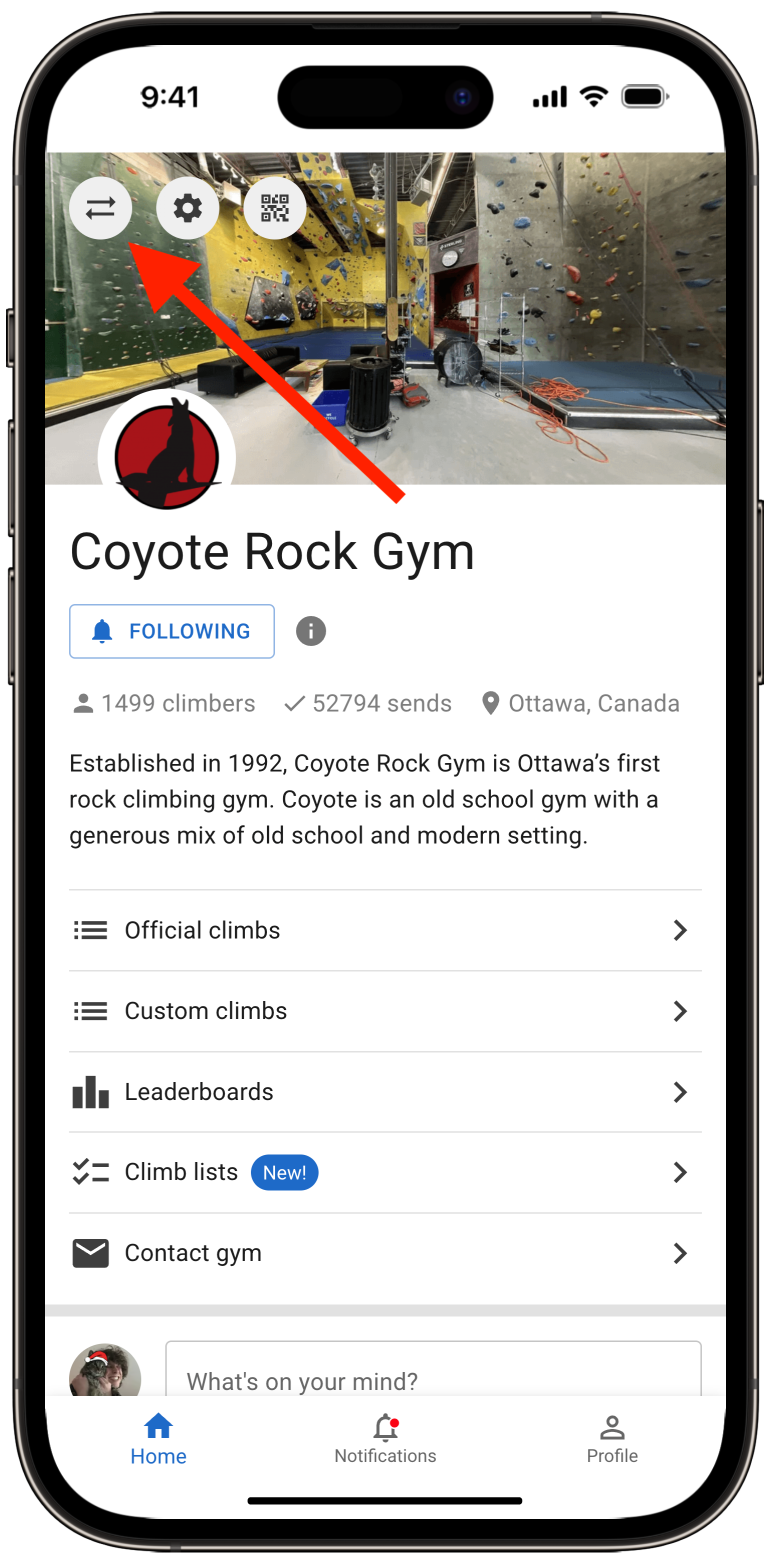 9:41
Coyote Rock Gym
FOLLOWING
1499 climbers 52794 sends Ottawa, Canada
Established in 1992, Coyote Rock Gym is Ottawa’s first
rock climbing gym. Coyote is an old school gym with a
generous mix of old school and modern setting.
Official climbs
Custom climbs
Leaderboards
Climb lists New!
Contact gym
What's on your mind?
Home Notifications Profile